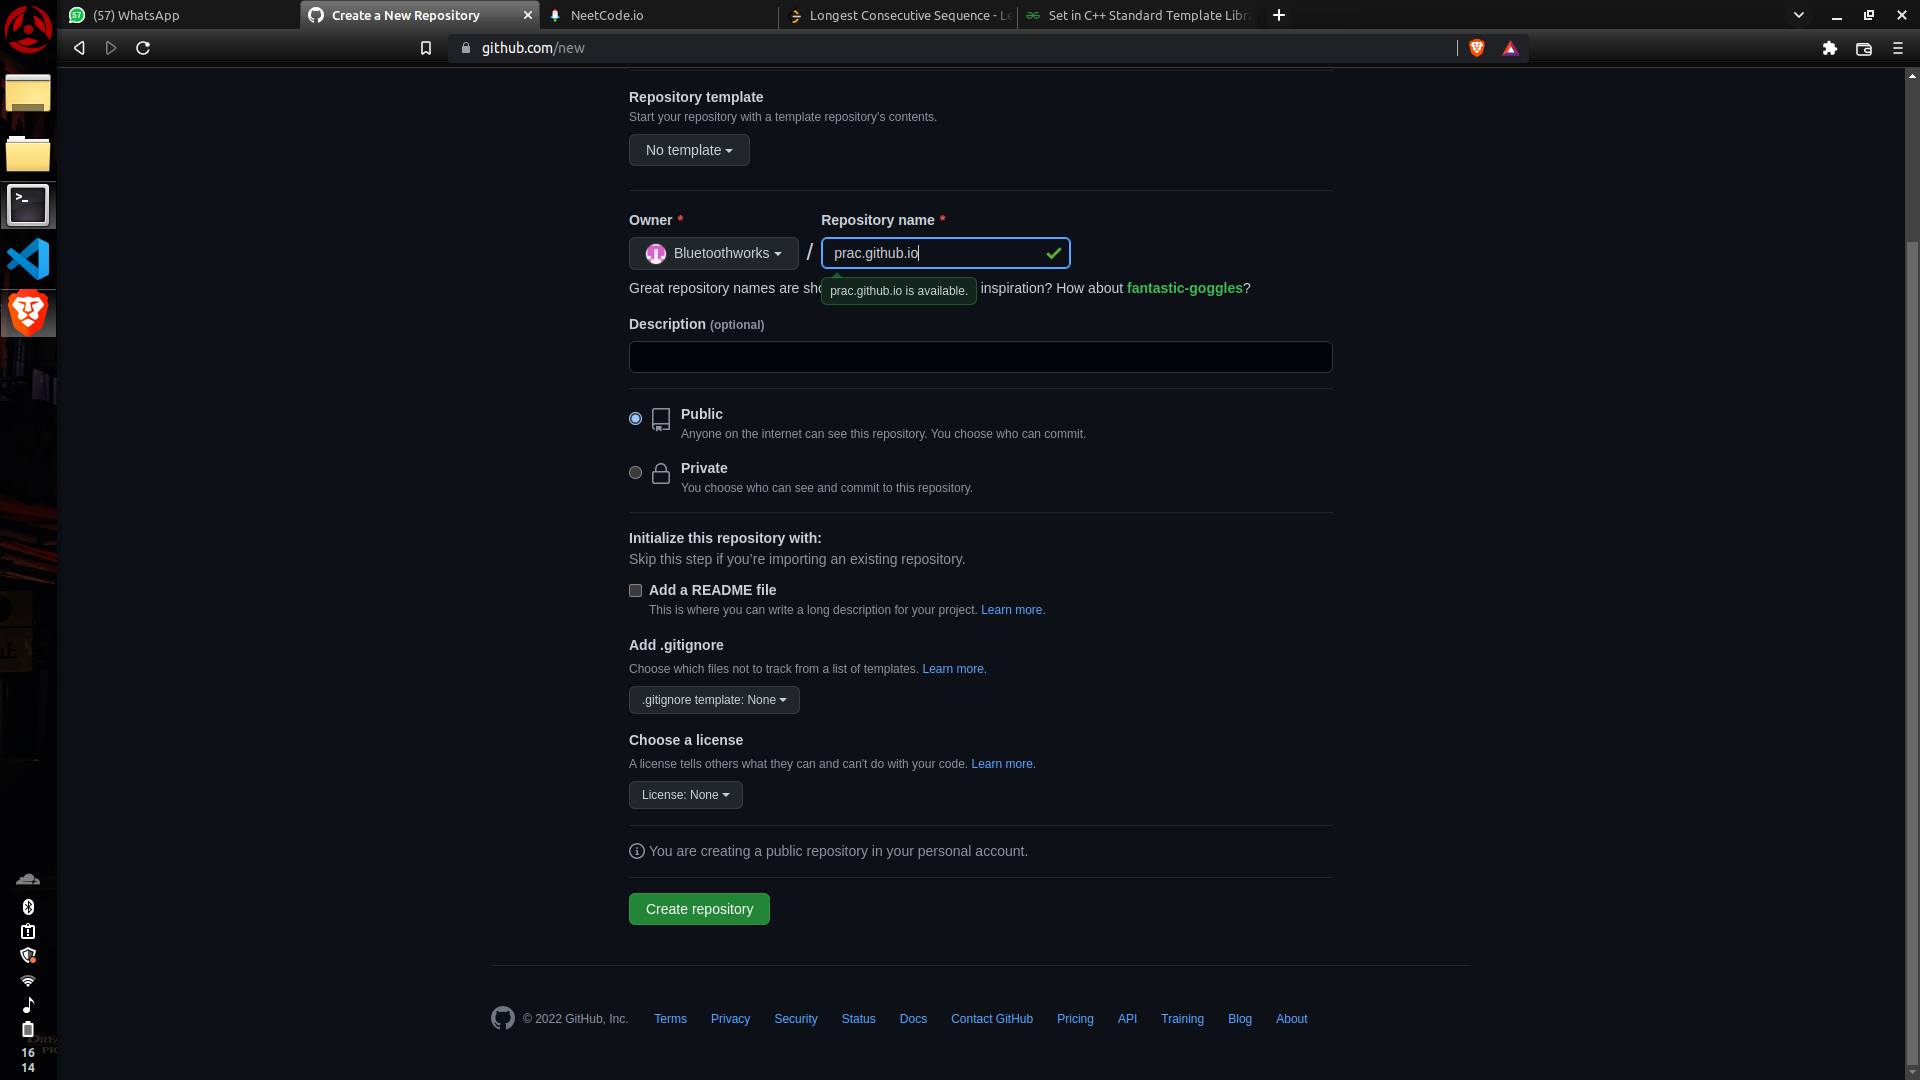 57
(57) WhatsApp
Create a New Repository
NeetCode.io
Longest Consecutive Sequence - Le
Set in C++ Standard Template Libra
github.com/new
Repository template
Start your repository with a template repository's contents.
No template
Owner *
Repository name *
Bluetoothworks
/
prac.github.io
Great repository names are sho
prac.github.io is available.
inspiration? How about fantastic-goggles?
Description (optional)
Public
Anyone on the internet can see this repository. You choose who can commit.
Private
You choose who can see and commit to this repository.
Initialize this repository with:
Skip this step if you're importing an existing repository.
Add a README file
This is where you can write a long description for your project. Learn more.
Add .gitignore
Choose which files not to track from a list of templates. Learn more.
.gitignore template: None
Choose a license
A license tells others what they can and can't do with your code. Learn more.
License: None
You are creating a public repository in your personal account.
Create repository
© 2022 GitHub, Inc.
Terms
Privacy
Security
Status
Docs
Contact GitHub
Pricing
API
Training
Blog
About
16
14